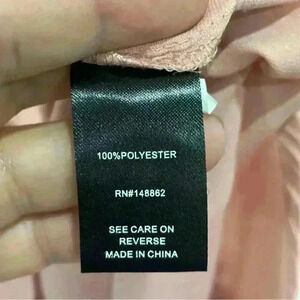 100%POLYESTER
RN#148862
SEE CARE ON
REVERSE
MADE IN CHINA